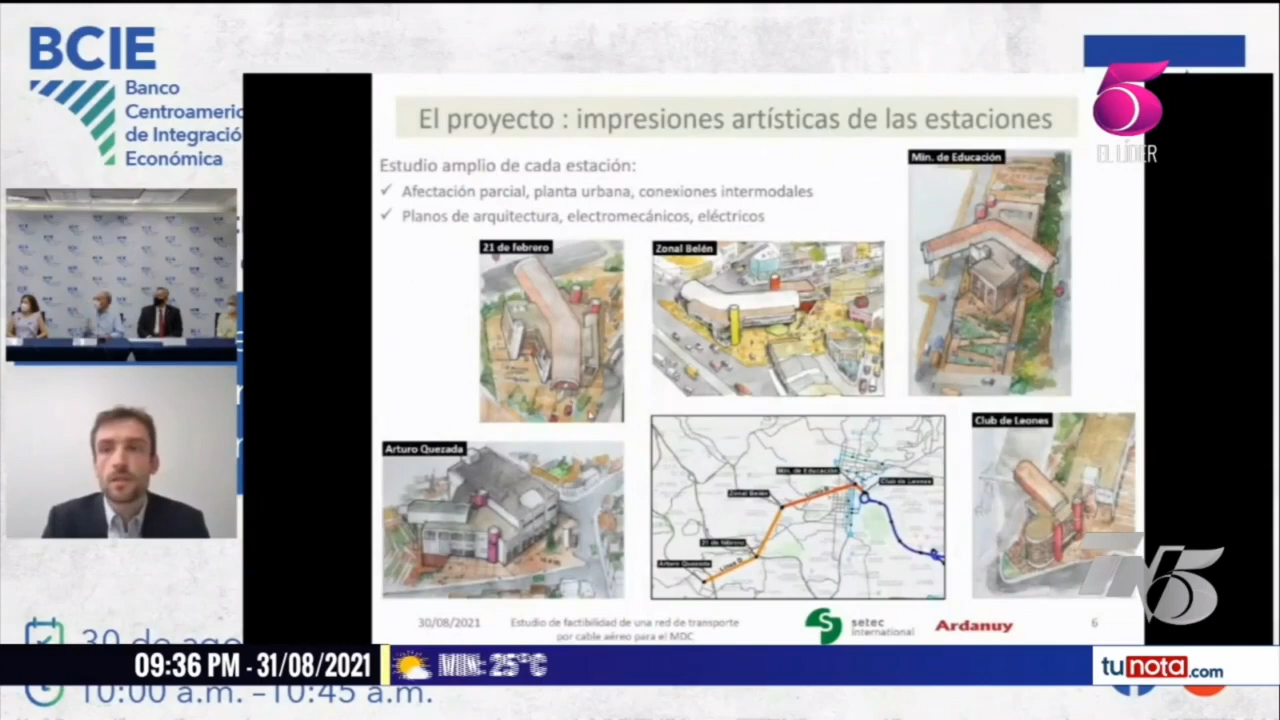 BCIE
Banco
Centroameric
de Integració
Económica
5
EL LÍDER
El proyecto : impresiones artísticas de las estaciones
Estudio amplio de cada estación:
✓ Afectación parcial, planta urbana, conexiones intermodales
✓ Planos de arquitectura, electromecánicos, eléctricos
Min. de Educación
21 de febrero
Zonal Belén
Arturo Quezada
Club de Leones
Min. de Educación
Club de Leones
Zonal Belén
21 de febrero
Arturo Quezada
30/08/2021
Estudio de factibilidad de una red de transporte
por cable aéreo para el MDC
setec
international
Ardanuy
6
TN5
30 de ago
09:36 PM - 31/08/2021
MIN: 25°C
tunota.com
10:00 a.m. –10:45 a.m.